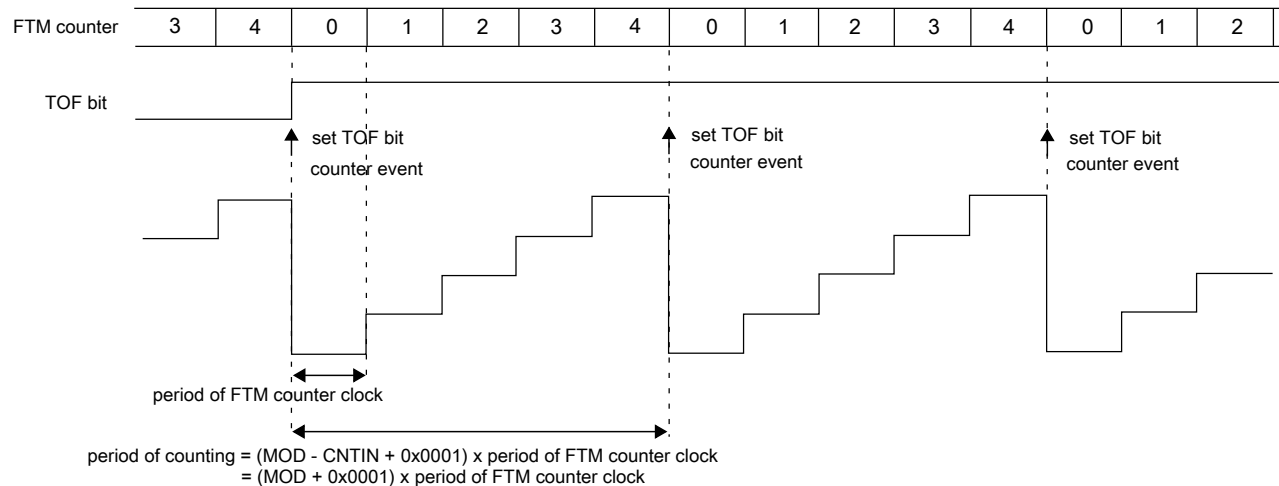 FTM counter 3 4 0 1 2 3 4 0 1 2 3 4 0 1 2
TOF bit
set TOF bit
counter event
set TOF bit
counter event
set TOF bit
counter event
period of FTM counter clock
period of counting = (MOD - CNTIN + 0x0001) x period of FTM counter clock
= (MOD + 0x0001) x period of FTM counter clock